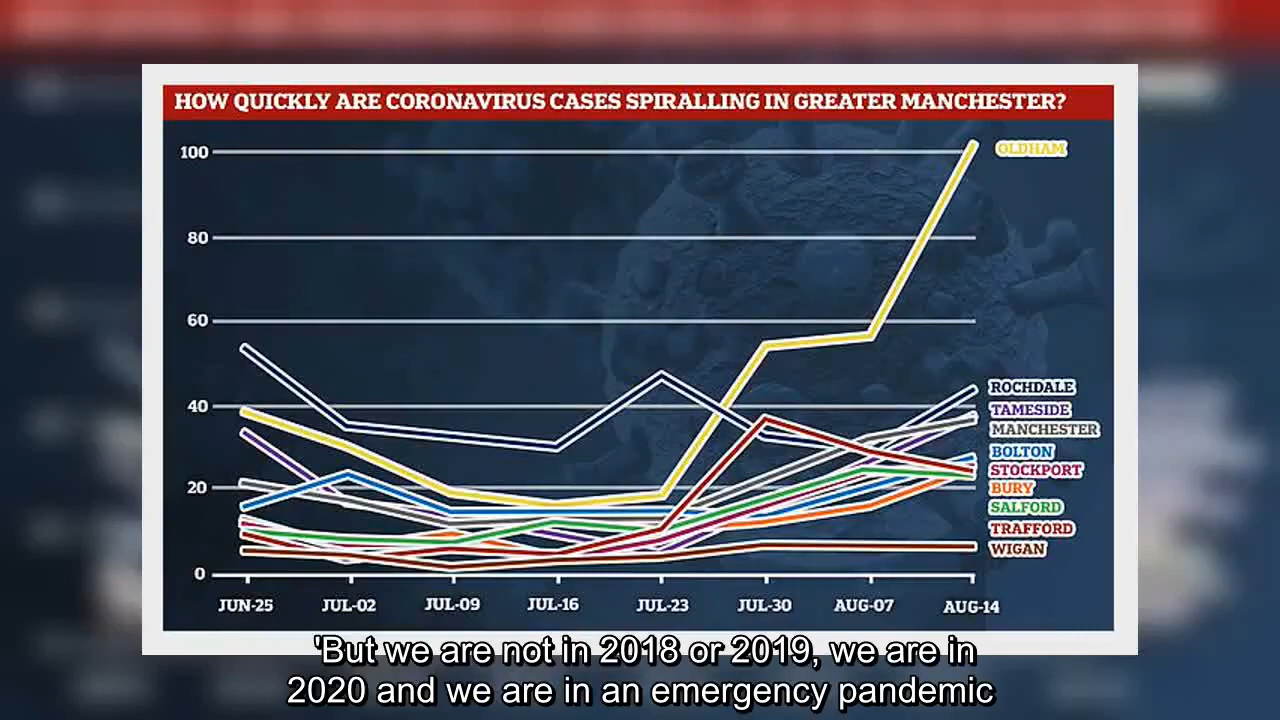 HOW QUICKLY ARE CORONAVIRUS CASES SPIRALLING IN GREATER MANCHESTER?
100
80
60
40
20
0
OLDHAM
ROCHDALE
TAMESIDE
MANCHESTER
BOLTON
STOCKPORT
BURY
SALFORD
TRAFFORD
WIGAN
JUN-25 JUL-02 JUL-09 JUL-16 JUL-23 JUL-30 AUG-07 AUG-14
'But we are not in 2018 or 2019, we are in
2020 and we are in an emergency pandemic